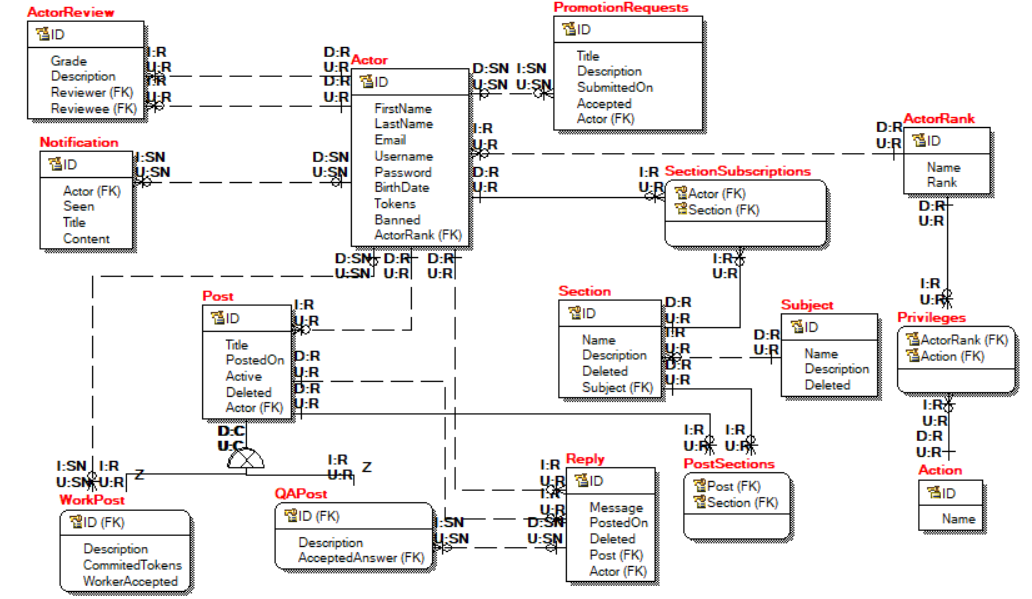 ActorReview
ID
Grade
Description
Reviewer (FK)
Reviewee (FK)
I:R
U:R
I:R
U:R
D:R
U:R
D:R
U:R
Actor
ID
FirstName
LastName
Email
Username
Password
BirthDate
Tokens
Banned
ActorRank (FK)
D:SN
U:SN
I:SN
U:SN
PromotionRequests
ID
Title
Description
SubmittedOn
Accepted
Actor (FK)
I:R
U:R
D:R
U:R
ActorRank
ID
Name
Rank
Notification
ID
Actor (FK)
Seen
Title
Content
I:SN
U:SN
D:SN
U:SN
D:R
U:R
I:R
U:R
SectionSubscriptions
Actor (FK)
Section (FK)
D:R
U:R
I:R
U:R
D:SN
U:SN
D:R
U:R
D:R
U:R
I:R
U:R
Post
ID
Title
PostedOn
Active
Deleted
Actor (FK)
I:R
U:R
D:R
U:R
D:R
U:R
Section
ID
Name
Description
Deleted
Subject (FK)
D:R
U:R
I:R
U:R
D:R
U:R
D:R
U:R
Subject
ID
Name
Description
Deleted
Privileges
ActorRank (FK)
Action (FK)
I:R
U:R
D:R
U:R
Action
ID
Name
D:C
U:C
I:SN
U:SN
I:R
U:R
Z
I:R
U:R
Z
WorkPost
ID (FK)
Description
CommitedTokens
WorkerAccepted
QAPost
ID (FK)
Description
AcceptedAnswer (FK)
I:SN
U:SN
I:R
U:R
I:R
U:R
D:SN
U:SN
Reply
ID
Message
PostedOn
Deleted
Post (FK)
Actor (FK)
I:R
U:R
I:R
U:R
PostSections
Post (FK)
Section (FK)